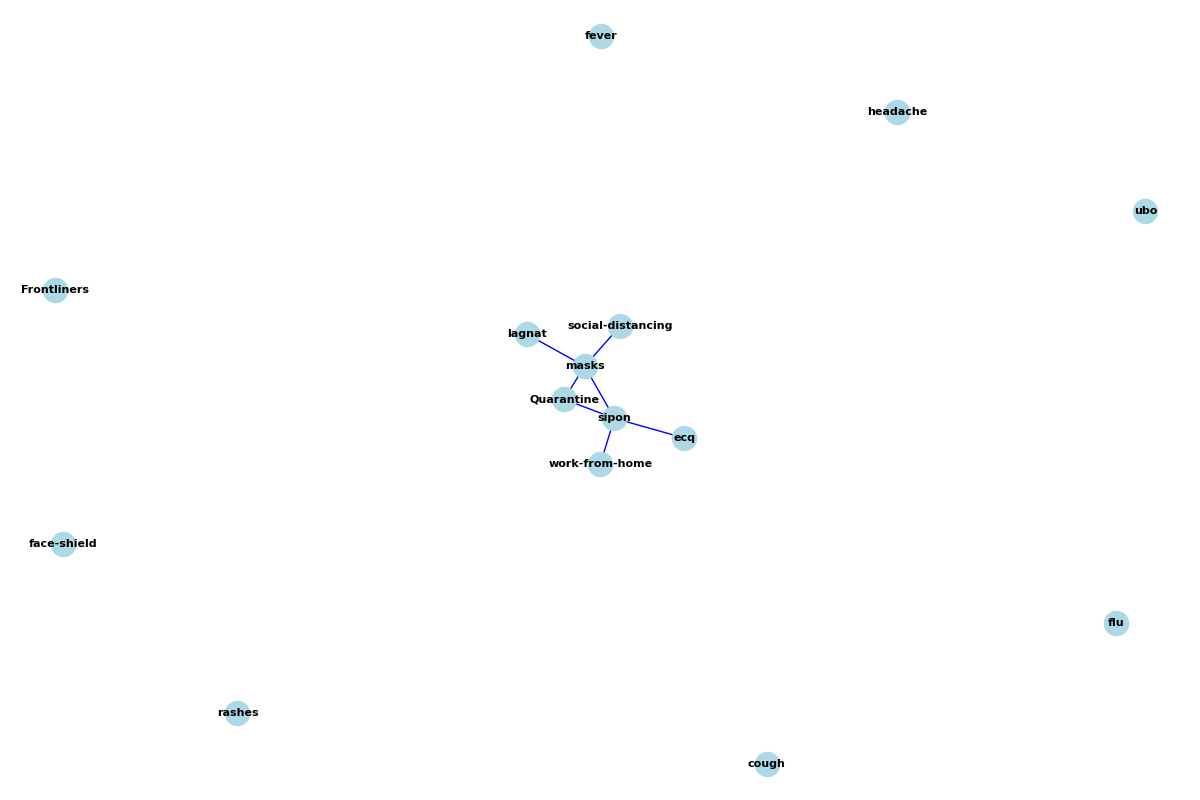 fever
headache
ubo
Frontliners
social-distancing
lagnat
masks
Quarantine
sipon
ecq
work-from-home
face-shield
flu
rashes
cough